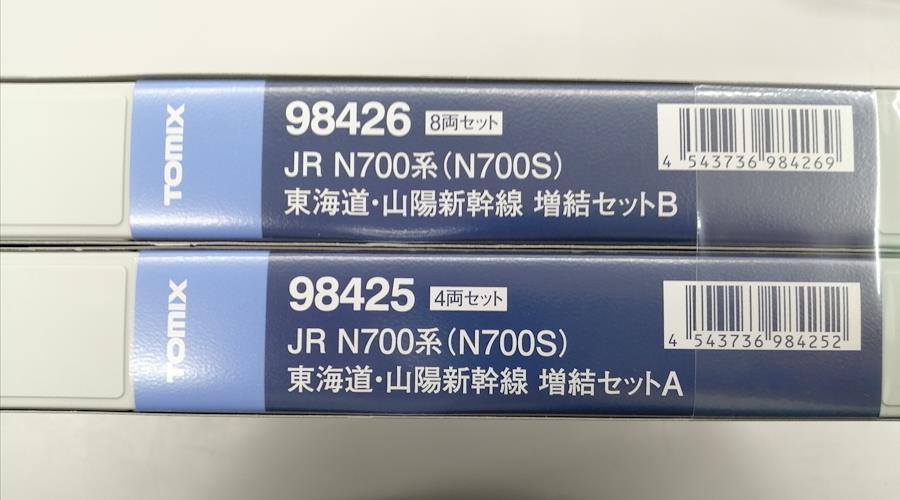 TOMIX
98426 8両セット
JR N700系(N700S)
東海道・山陽新幹線 増結セットB
4 543736 984269
TOMIX
98425 4両セット
JR N700系(N700S)
東海道・山陽新幹線 増結セットA
4 543736 984252